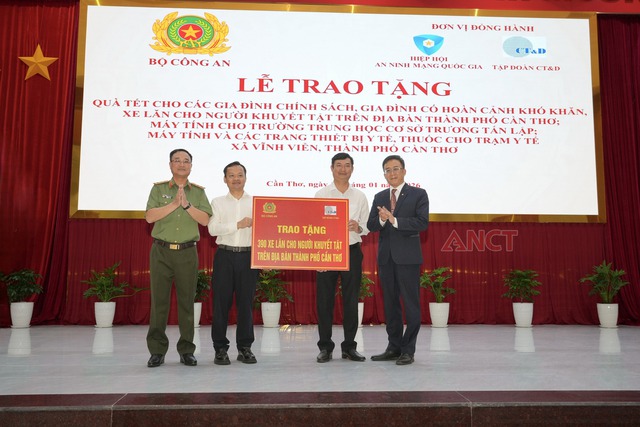 ĐƠN VỊ ĐỒNG HÀNH
BỘ CÔNG AN
HIỆP HỘI
AN NINH MẠNG QUỐC GIA
CT&D
TẬP ĐOÀN CT&D
LỄ TRAO TẶNG
QUÀ TẾT CHO CÁC GIA ĐÌNH CHÍNH SÁCH, GIA ĐÌNH CÓ HOÀN CẢNH KHÓ KHĂN,
XE LĂN CHO NGƯỜI KHUYẾT TẬT TRÊN ĐỊA BÀN THÀNH PHỐ CẦN THƠ;
MÁY TÍNH CHO TRƯỜNG TRUNG HỌC CƠ SỞ TRƯƠNG TẤN LẬP;
MÁY TÍNH VÀ CÁC TRANG THIẾT BỊ Y TẾ, THUỐC CHO TRẠM Y TẾ
XÃ VĨNH VIỄN, THÀNH PHỐ CẦN THƠ
Cần Thơ, ngày tháng 01 năm 2026
TRAO TẶNG
300 XE LĂN CHO NGƯỜI KHUYẾT TẬT
TRÊN ĐỊA BÀN THÀNH PHỐ CẦN THƠ
ANCT